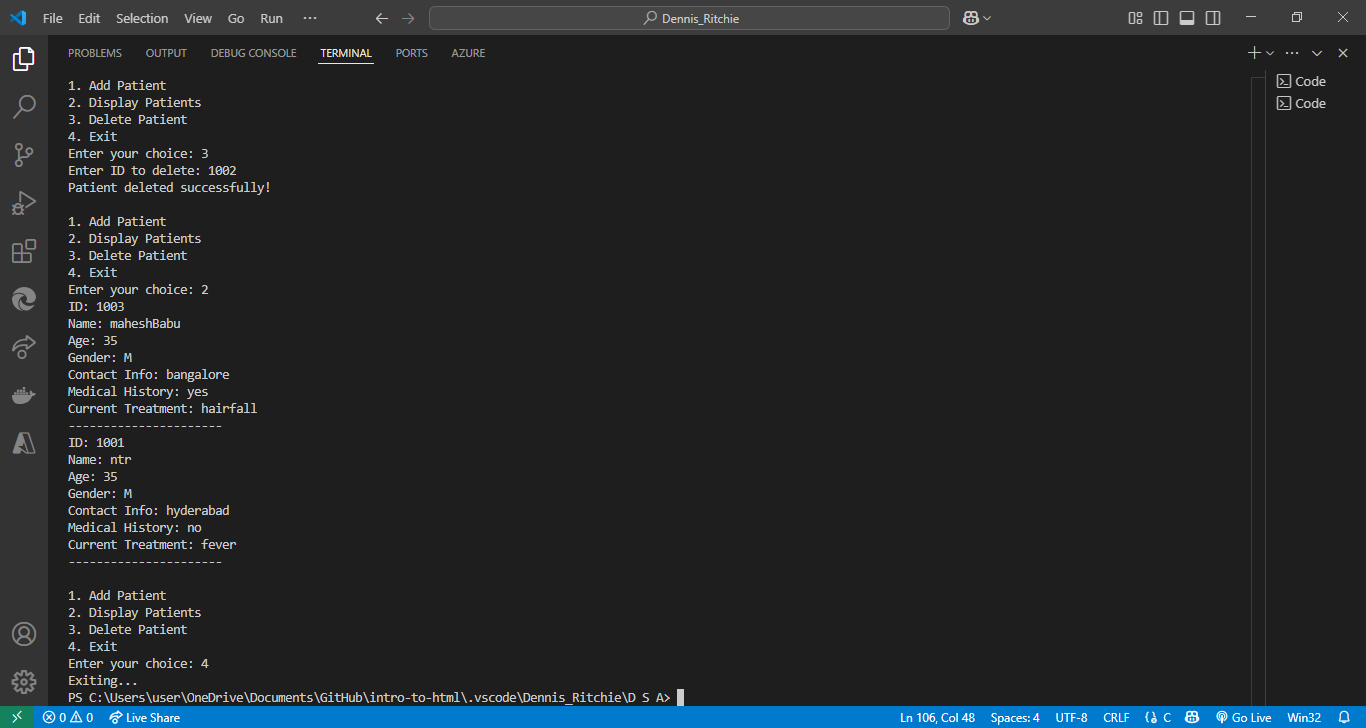 File Edit Selection View Go Run ··· Dennis_Ritchie
PROBLEMS OUTPUT DEBUG CONSOLE TERMINAL PORTS AZURE
1. Add Patient
2. Display Patients
3. Delete Patient
4. Exit
Enter your choice: 3
Enter ID to delete: 1002
Patient deleted successfully!
1. Add Patient
2. Display Patients
3. Delete Patient
4. Exit
Enter your choice: 2
ID: 1003
Name: maheshBabu
Age: 35
Gender: M
Contact Info: bangalore
Medical History: yes
Current Treatment: hairfall
----------------------
ID: 1001
Name: ntr
Age: 35
Gender: M
Contact Info: hyderabad
Medical History: no
Current Treatment: fever
----------------------
1. Add Patient
2. Display Patients
3. Delete Patient
4. Exit
Enter your choice: 4
Exiting...
PS C:\Users\user\OneDrive\Documents\GitHub\intro-to-html\.vscode\Dennis_Ritchie\D S A>
Code
Code
0 0 Live Share Ln 106, Col 48 Spaces: 4 UTF-8 CRLF C Go Live Win32